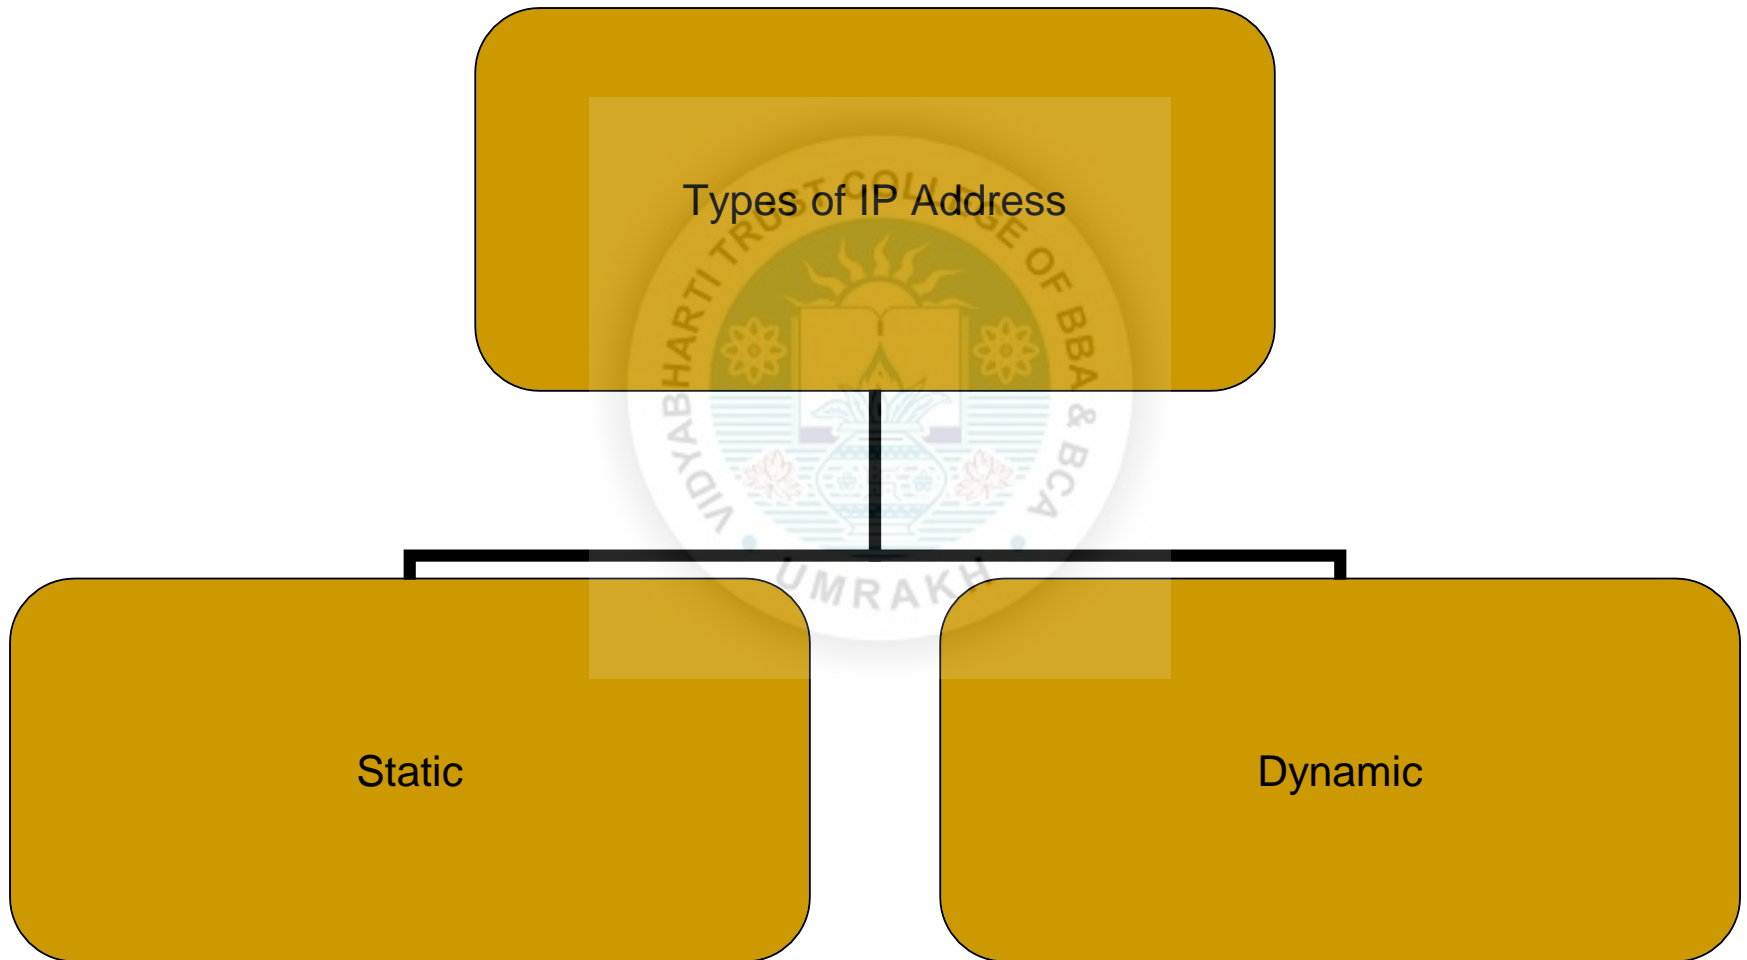 Types of IP Address
VIDYABHARTI TRUST COLLEGE OF BBA & BCA
UMRAKH
Static
Dynamic